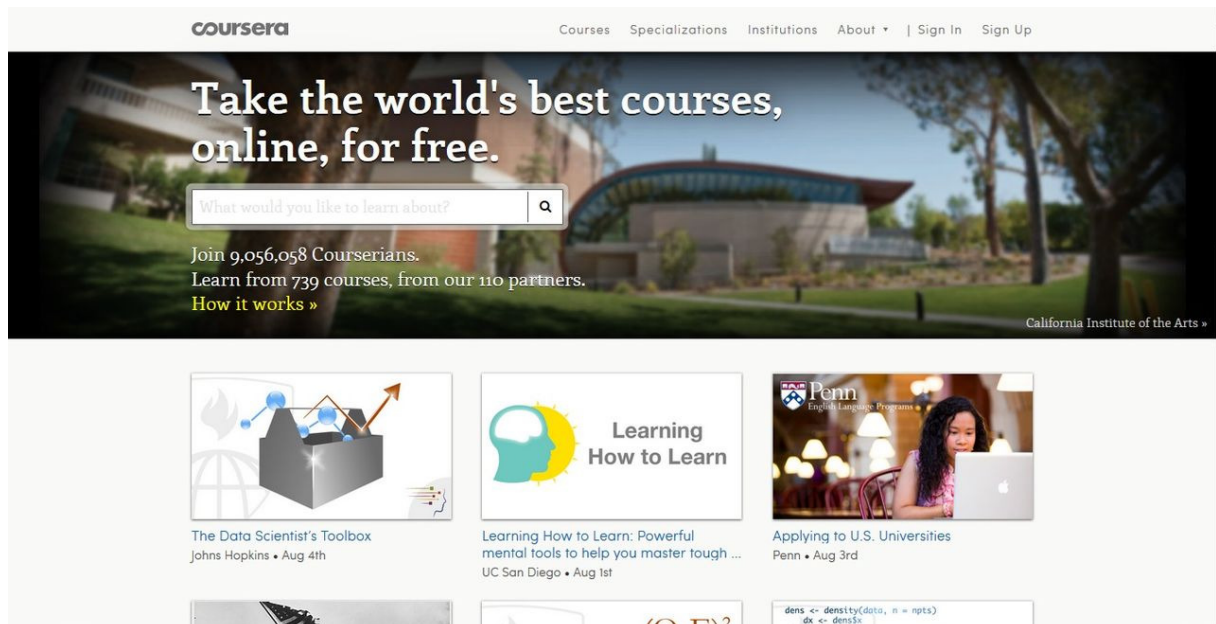 coursera
Courses Specializations Institutions About ▾ | Sign In Sign Up
Take the world's best courses,
online, for free.
What would you like to learn about?
Join 9,056,058 Courserians.
Learn from 739 courses, from our 110 partners.
How it works »
California Institute of the Arts »
Learning
How to Learn
Penn
English Language Programs
The Data Scientist's Toolbox
Johns Hopkins • Aug 4th
Learning How to Learn: Powerful
mental tools to help you master tough ...
UC San Diego • Aug 1st
Applying to U.S. Universities
Penn • Aug 3rd
dens <- density(data, n = npts)
dx <- dens$x